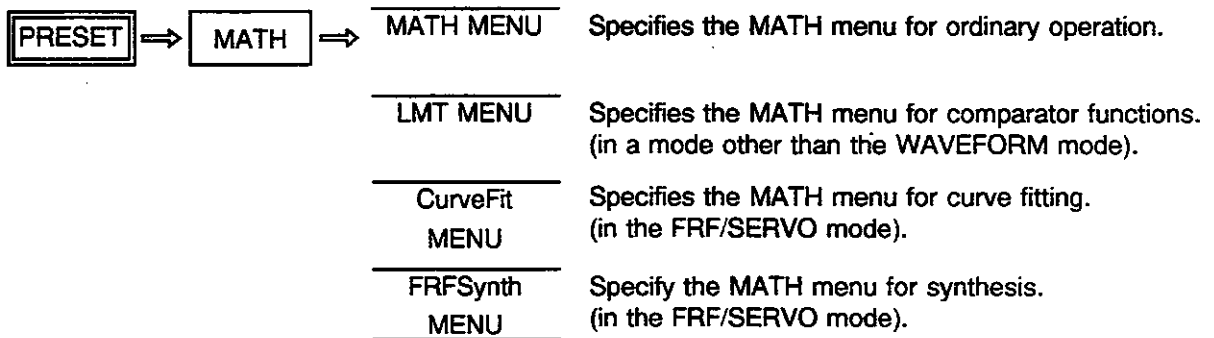 PRESET ⇒ MATH ⇒ MATH MENU Specifies the MATH menu for ordinary operation.
LMT MENU Specifies the MATH menu for comparator functions.
(in a mode other than the WAVEFORM mode).
CurveFit Specifies the MATH menu for curve fitting.
MENU (in the FRF/SERVO mode).
FRFSynth Specify the MATH menu for synthesis.
MENU (in the FRF/SERVO mode).